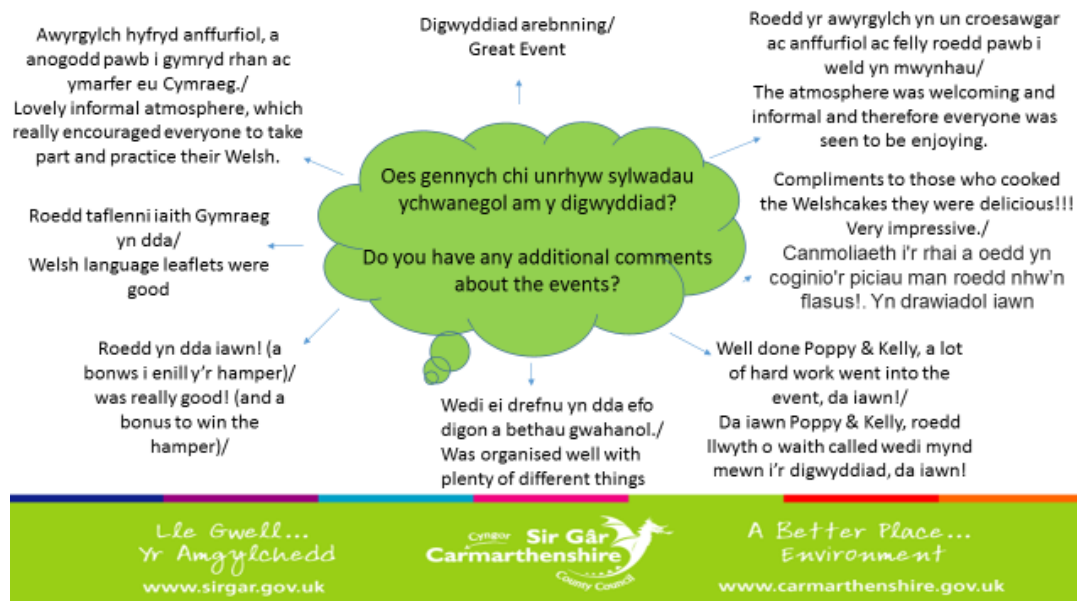 Awyrgylch hyfryd anffurfiol, a
anogodd pawb i gymryd rhan ac
ymarfer eu Cymraeg./
Lovely informal atmosphere, which
really encouraged everyone to take
part and practice their Welsh.
Digwyddiad arebnning/
Great Event
Roedd yr awyrgylch yn un croesawgar
ac anffurfiol ac felly roedd pawb i
weld yn mwynhau/
The atmosphere was welcoming and
informal and therefore everyone was
seen to be enjoying.
Oes gennych chi unrhyw sylwadau
ychwanegol am y digwyddiad?
Do you have any additional comments
about the events?
Roedd taflenni iaith Gymraeg
yn dda/
Welsh language leaflets were
good
Compliments to those who cooked
the Welshcakes they were delicious!!!
Very impressive./
Canmoliaeth i'r rhai a oedd yn
coginio'r piciau man roedd nhw'n
flasus!. Yn drawiadol iawn
Roedd yn dda iawn! (a
bonws i enill y'r hamper)/
was really good! (and a
bonus to win the
hamper)/
Wedi ei drefnu yn dda efo
digon a bethau gwahanol./
Was organised well with
plenty of different things
Well done Poppy & Kelly, a lot
of hard work went into the
event, da iawn!/
Da iawn Poppy & Kelly, roedd
llwyth o waith called wedi mynd
mewn i'r digwyddiad, da iawn!
Lle Gwell...
Yr Amgylchedd
www.sirgar.gov.uk
Cyngor Sir Gâr
Carmarthenshire
County Council
A Better Place...
Environment
www.carmarthenshire.gov.uk